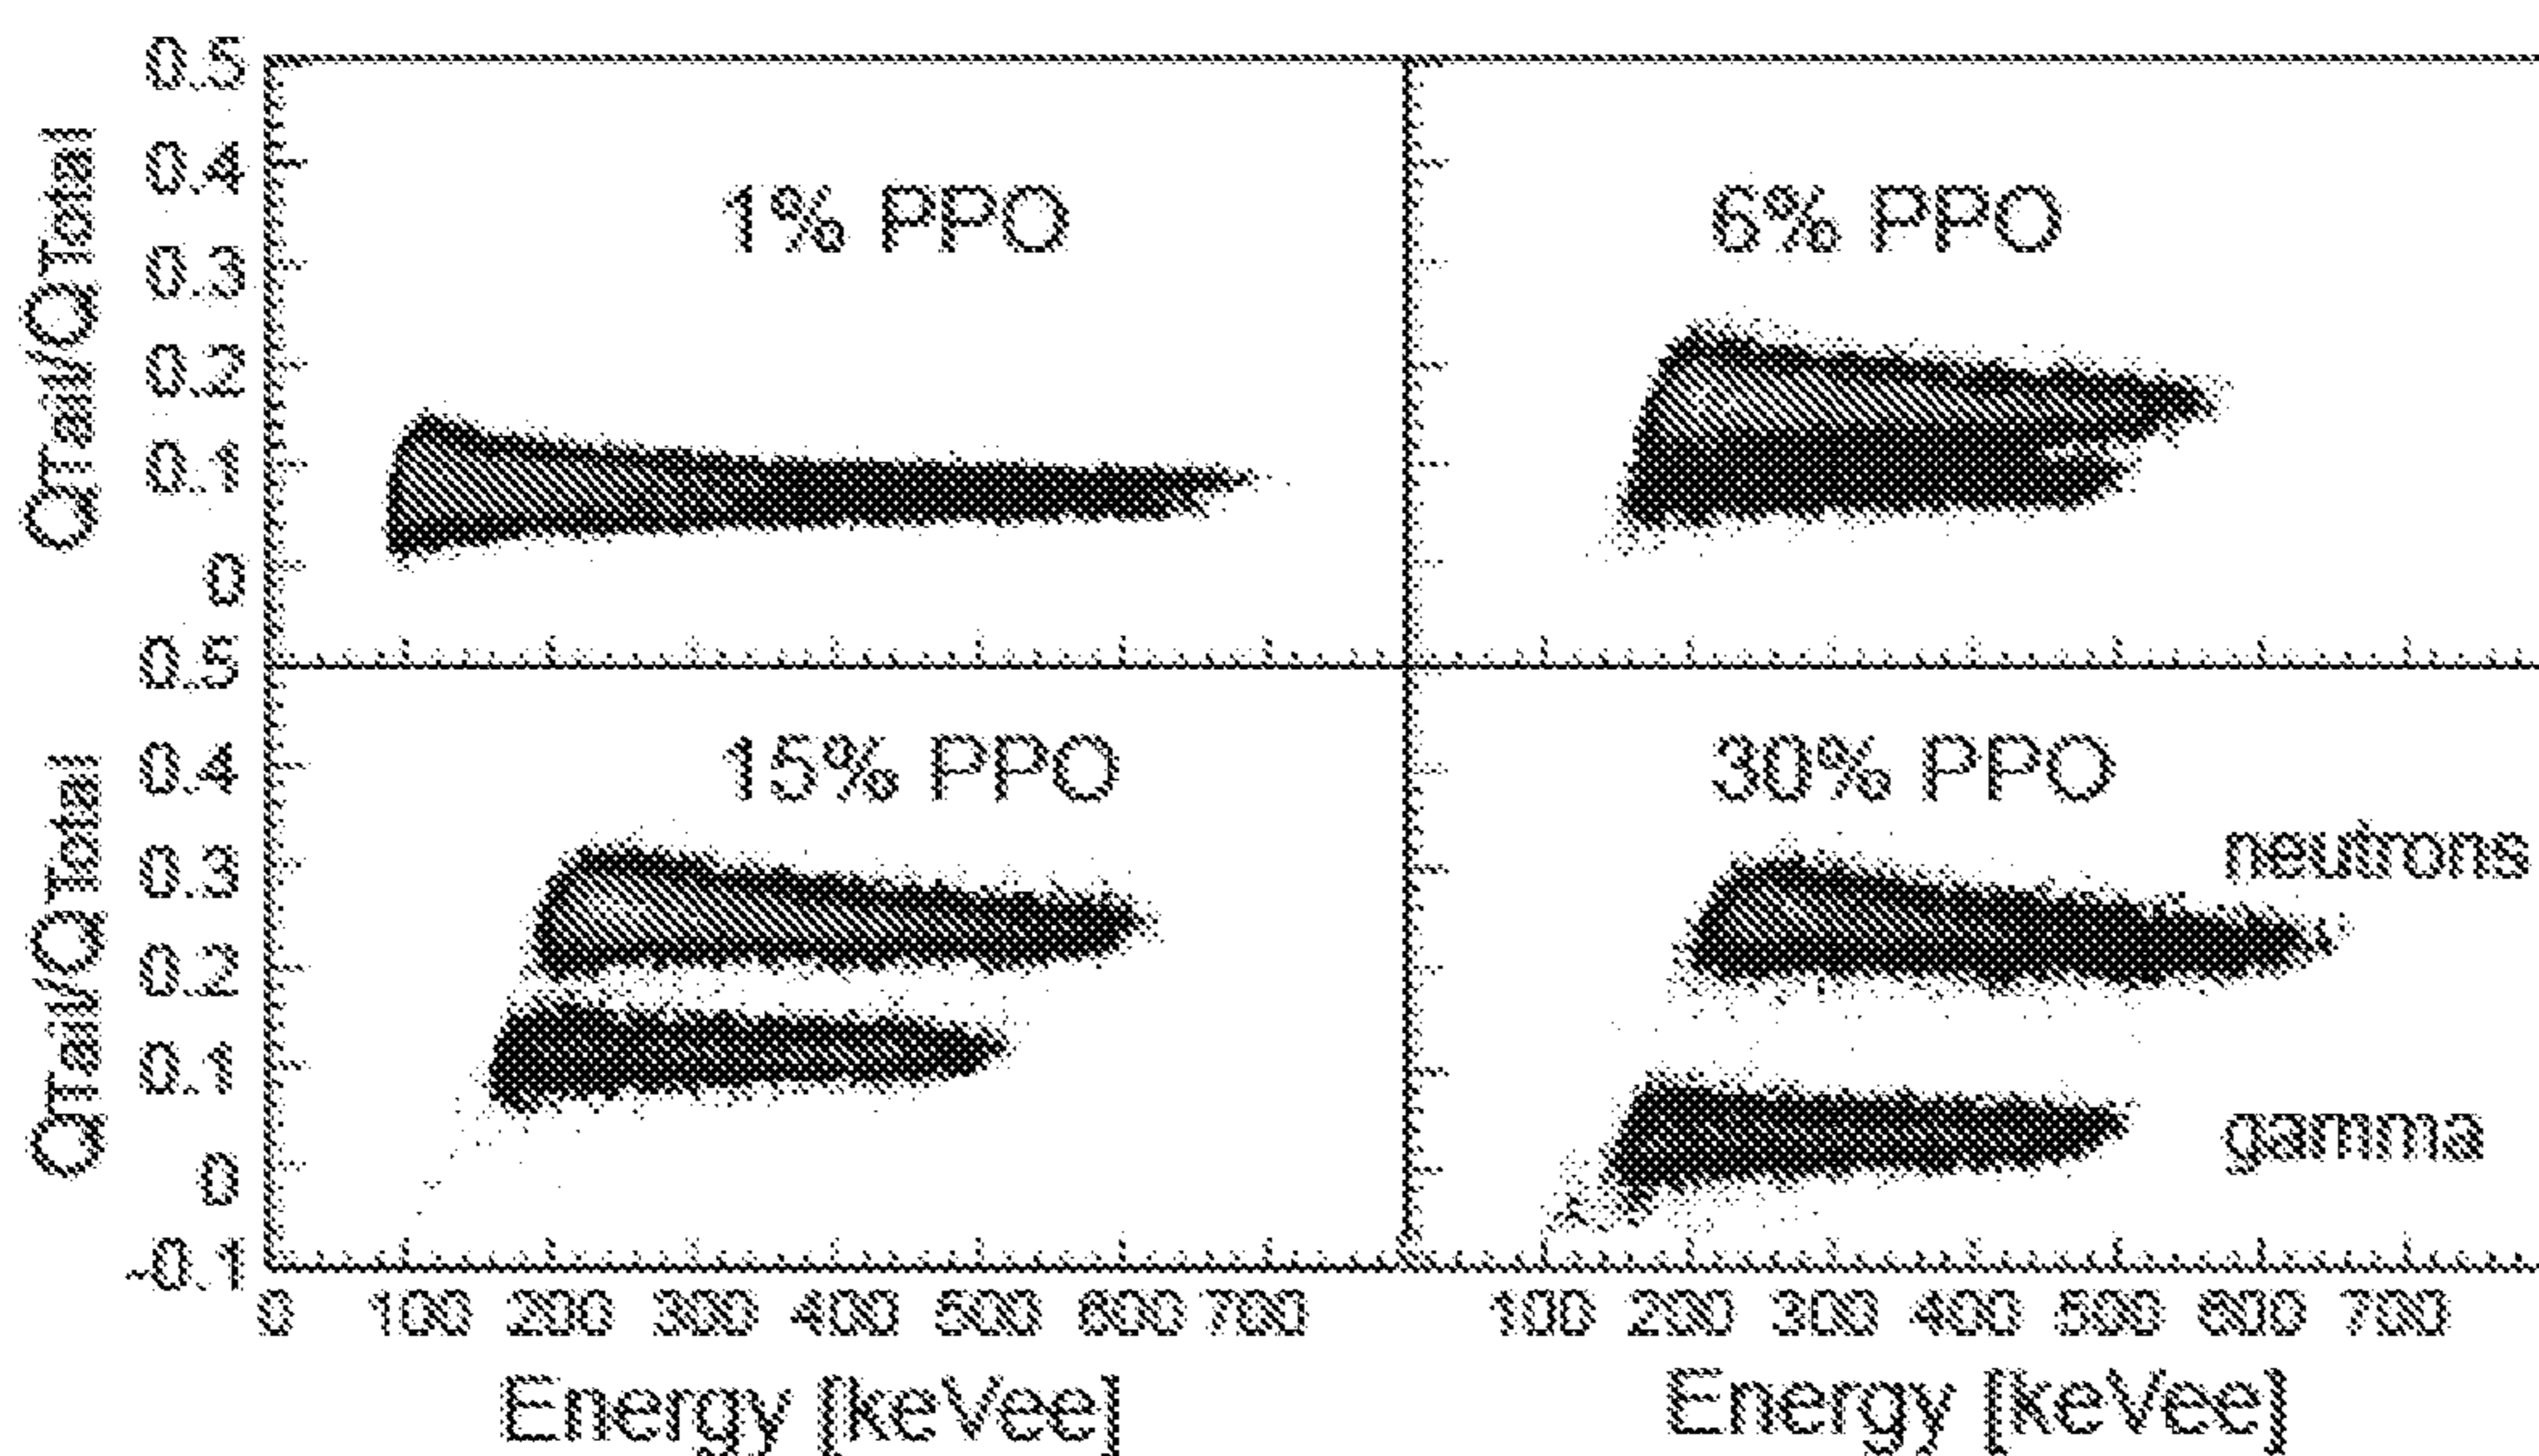 0.5
0.4
0.3
0.2
0.1
0
QTail/QTotal
1% PPO
6% PPO
0.5
0.4
0.3
0.2
0.1
0
-0.1
QTail/QTotal
15% PPO
30% PPO
neutrons
gamma
0 100 200 300 400 500 600 700
100 200 300 400 500 600 700
Energy [keVee]
Energy [keVee]